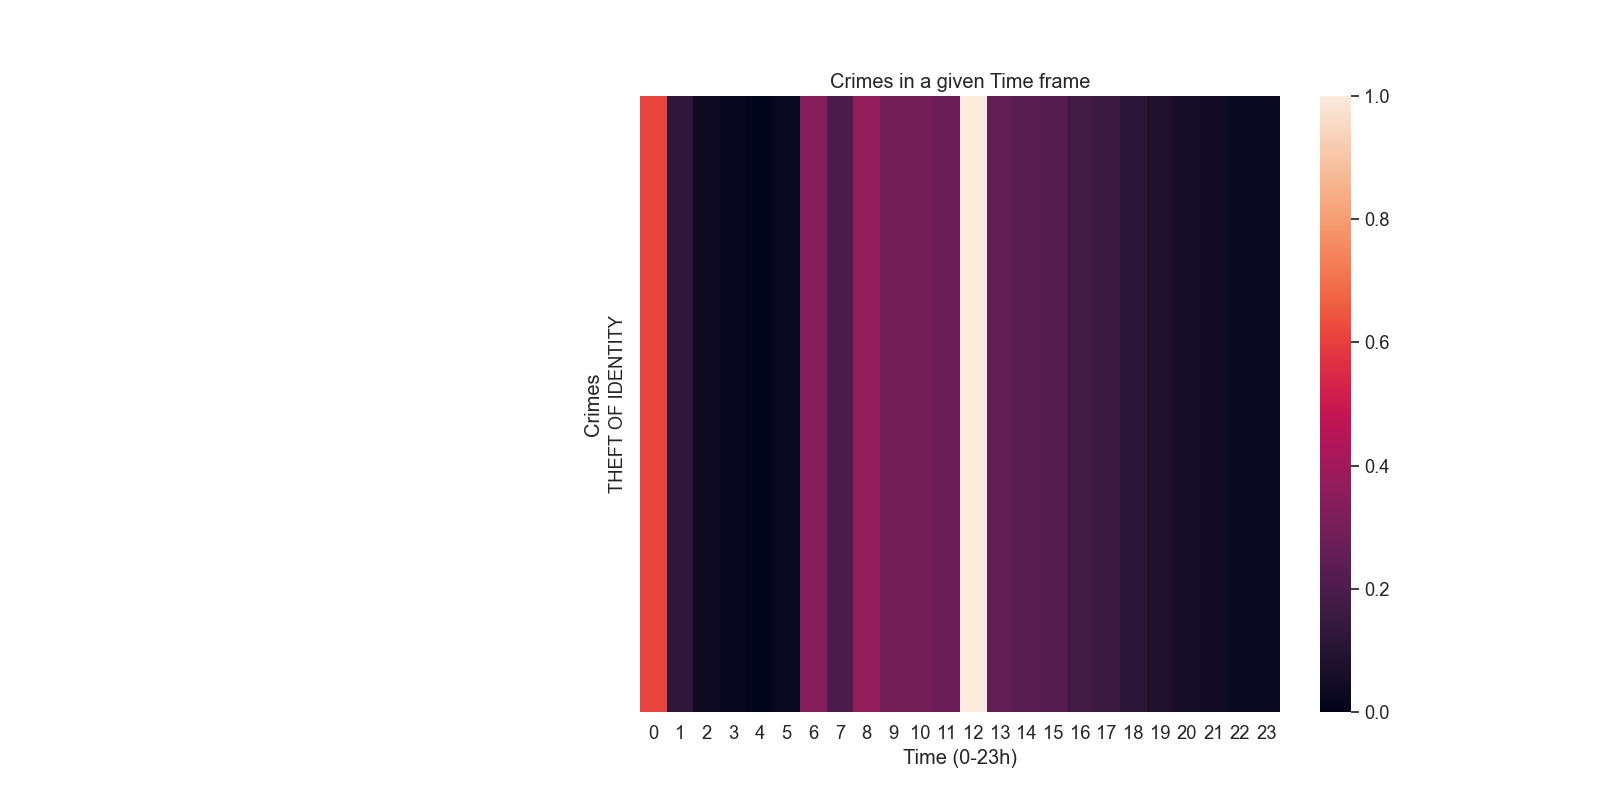 Crimes in a given Time frame
Crimes
THEFT OF IDENTITY
0 1 2 3 4 5 6 7 8 9 10 11 12 13 14 15 16 17 18 19 20 21 22 23
Time (0-23h)
1.0
0.8
0.6
0.4
0.2
0.0